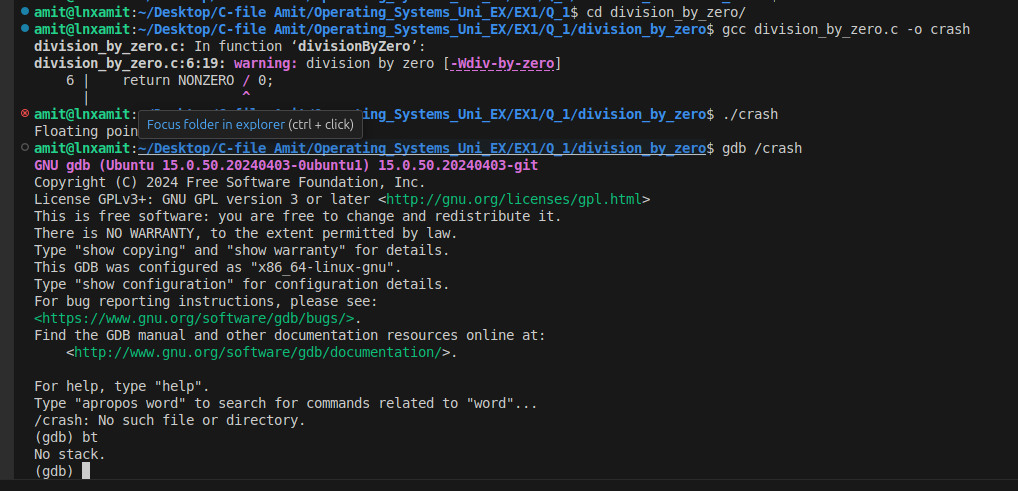 amit@lnxamit:~/Desktop/C-file Amit/Operating_Systems_Uni_EX/EX1/Q_1$ cd division_by_zero/
amit@lnxamit:~/Desktop/C-file Amit/Operating_Systems_Uni_EX/EX1/Q_1/division_by_zero$ gcc division_by_zero.c -o crash
division_by_zero.c: In function ‘divisionByZero’:
division_by_zero.c:6:19: warning: division by zero [-Wdiv-by-zero]
    6 |    return NONZERO / 0;
      |                   ^
amit@lnxamit:~/Desktop/C-file Amit/Operating_Systems_Uni_EX/EX1/Q_1/division_by_zero$ ./crash
Floating poin
Focus folder in explorer (ctrl + click)
amit@lnxamit:~/Desktop/C-file Amit/Operating_Systems_Uni_EX/EX1/Q_1/division_by_zero$ gdb /crash
GNU gdb (Ubuntu 15.0.50.20240403-0ubuntu1) 15.0.50.20240403-git
Copyright (C) 2024 Free Software Foundation, Inc.
License GPLv3+: GNU GPL version 3 or later <http://gnu.org/licenses/gpl.html>
This is free software: you are free to change and redistribute it.
There is NO WARRANTY, to the extent permitted by law.
Type "show copying" and "show warranty" for details.
This GDB was configured as "x86_64-linux-gnu".
Type "show configuration" for configuration details.
For bug reporting instructions, please see:
<https://www.gnu.org/software/gdb/bugs/>.
Find the GDB manual and other documentation resources online at:
    <http://www.gnu.org/software/gdb/documentation/>.
For help, type "help".
Type "apropos word" to search for commands related to "word"...
/crash: No such file or directory.
(gdb) bt
No stack.
(gdb)